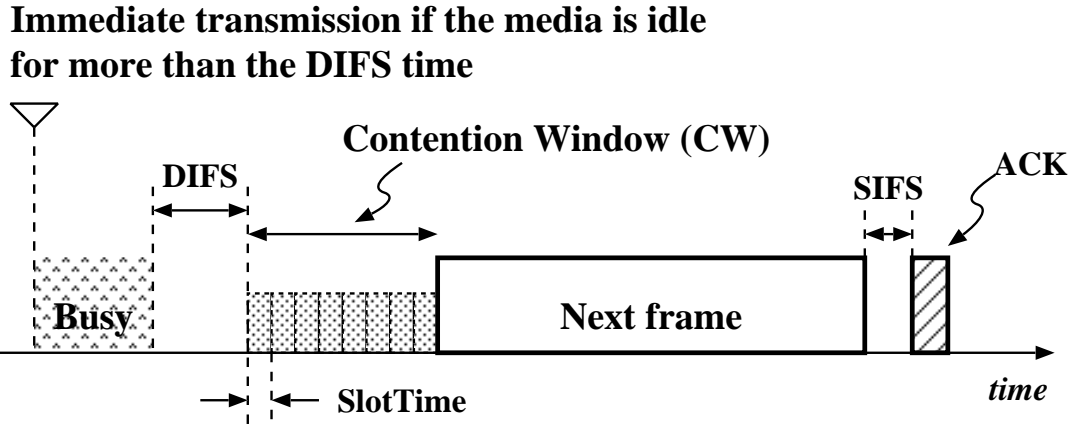 Immediate transmission if the media is idle
for more than the DIFS time
Contention Window (CW)
DIFS
SIFS
ACK
Busy
Next frame
SlotTime
time